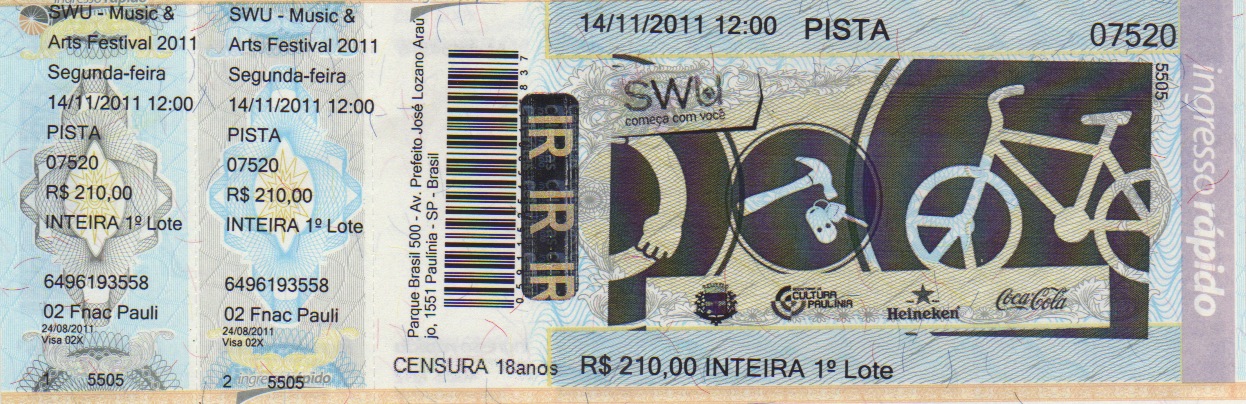 SWU - Music &
Arts Festival 2011
Segunda-feira
14/11/2011 12:00
PISTA
07520
R$ 210,00
INTEIRA 1º Lote
6496193558
02 Fnac Pauli
24/08/2011
Visa 02X
1 5505
SWU - Music &
Arts Festival 2011
Segunda-feira
14/11/2011 12:00
PISTA
07520
R$ 210,00
INTEIRA 1º Lote
6496193558
02 Fnac Pauli
24/08/2011
Visa 02X
2 5505
ingresso rápido
Parque Brasil 500 - Av. Prefeito José Lozano Araú
jo, 1551 Paulínia - SP - Brasil
CENSURA 18anos
IR IR IR
14/11/2011 12:00 PISTA 07520
5505
SWU
começa com você
CULTURA
PAULÍNIA
Heineken
Coca-Cola
R$ 210,00 INTEIRA 1º Lote
ingresso rápido